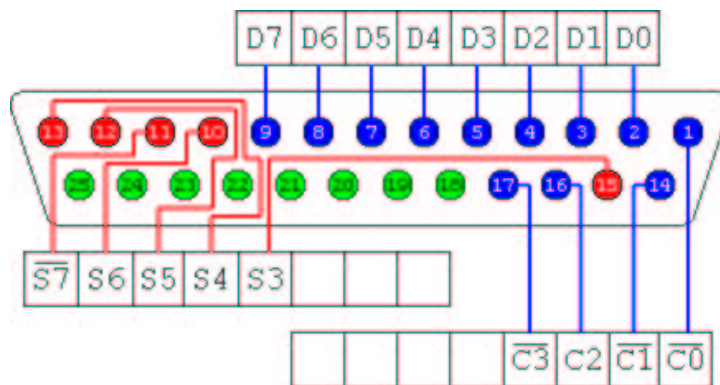 D7 D6 D5 D4 D3 D2 D1 D0
13 12 11 10 9 8 7 6 5 4 3 2 1
25 24 23 22 21 20 19 18 17 16 15 14
S̅7̅ S6 S5 S4 S3
C̅3̅ C2 C̅1̅ C̅0̅